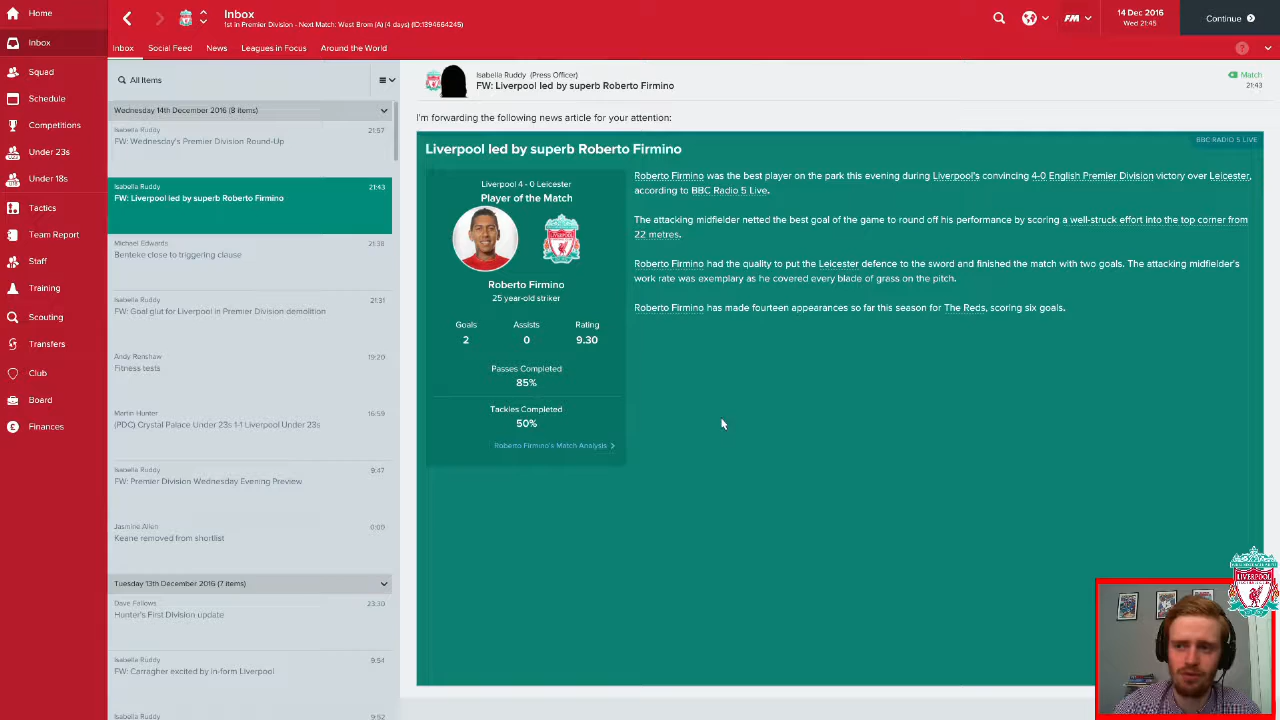 Home
Inbox
Squad
Schedule
Competitions
Under 23s
Under 18s
Tactics
Team Report
Staff
Training
Scouting
Transfers
Club
Board
Finances
Inbox
1st in Premier Division - Next Match: West Brom (A) (4 days) (ID:1394664245)
FM
14 Dec 2016
Wed 21:45
Continue
Inbox
Social Feed
News
Leagues in Focus
Around the World
All Items
Wednesday 14th December 2016 (8 items)
Isabella Ruddy 21:57
FW: Wednesday's Premier Division Round-Up
Isabella Ruddy 21:43
FW: Liverpool led by superb Roberto Firmino
Michael Edwards 21:38
Benteke close to triggering clause
Isabella Ruddy 21:31
FW: Goal glut for Liverpool in Premier Division demolition
Andy Renshaw 19:20
Fitness tests
Martin Hunter 16:59
(PDC) Crystal Palace Under 23s 1-1 Liverpool Under 23s
Isabella Ruddy 9:47
FW: Premier Division Wednesday Evening Preview
Jasmine Allen 0:09
Keane removed from shortlist
Tuesday 13th December 2016 (7 items)
Dave Fallows 23:30
Hunter's First Division update
Isabella Ruddy 9:54
FW: Carragher excited by in-form Liverpool
Isabella Ruddy 9:52
Isabella Ruddy (Press Officer)
FW: Liverpool led by superb Roberto Firmino
Match
21:43
I'm forwarding the following news article for your attention:
BBC RADIO 5 LIVE
Liverpool led by superb Roberto Firmino
Liverpool 4 - 0 Leicester
Player of the Match
Roberto Firmino
25 year-old striker
Goals Assists Rating
2 0 9.30
Passes Completed
85%
Tackles Completed
50%
Roberto Firmino's Match Analysis
Roberto Firmino was the best player on the park this evening during Liverpool's convincing 4-0 English Premier Division victory over Leicester,
according to BBC Radio 5 Live.
The attacking midfielder netted the best goal of the game to round off his performance by scoring a well-struck effort into the top corner from
22 metres.
Roberto Firmino had the quality to put the Leicester defence to the sword and finished the match with two goals. The attacking midfielder's
work rate was exemplary as he covered every blade of grass on the pitch.
Roberto Firmino has made fourteen appearances so far this season for The Reds, scoring six goals.
LIVERPOOL